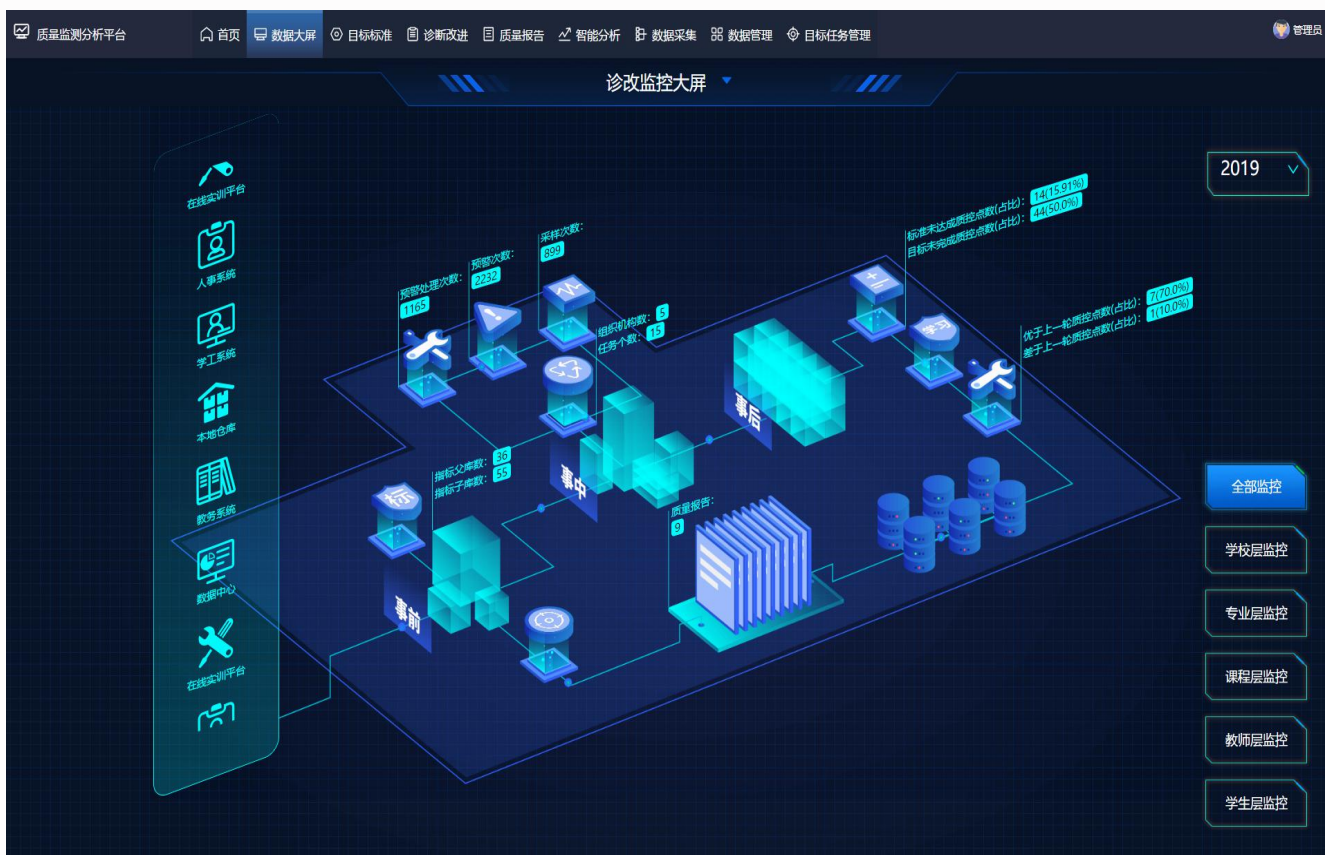 质量监测分析平台
首页
数据大屏
目标标准
诊断改进
质量报告
智能分析
数据采集
数据管理
目标任务管理
管理员
诊改监控大屏
2019
在线实训平台
人事系统
学工系统
本地仓库
教务系统
数据中心
在线实训平台
预警处理次数：
1165
预警次数：
2232
采样次数：
899
组织机构数： 5
任务个数： 15
标准未达成质控点数(占比)： 14(15.91%)
目标未完成质控点数(占比)： 44(50.0%)
学习
优于上一轮质控点数(占比)： 7(70.0%)
差于上一轮质控点数(占比)： 1(10.0%)
事后
事中
指标父库数： 36
指标子库数： 55
标
事前
质量报告：
9
全部监控
学校层监控
专业层监控
课程层监控
教师层监控
学生层监控